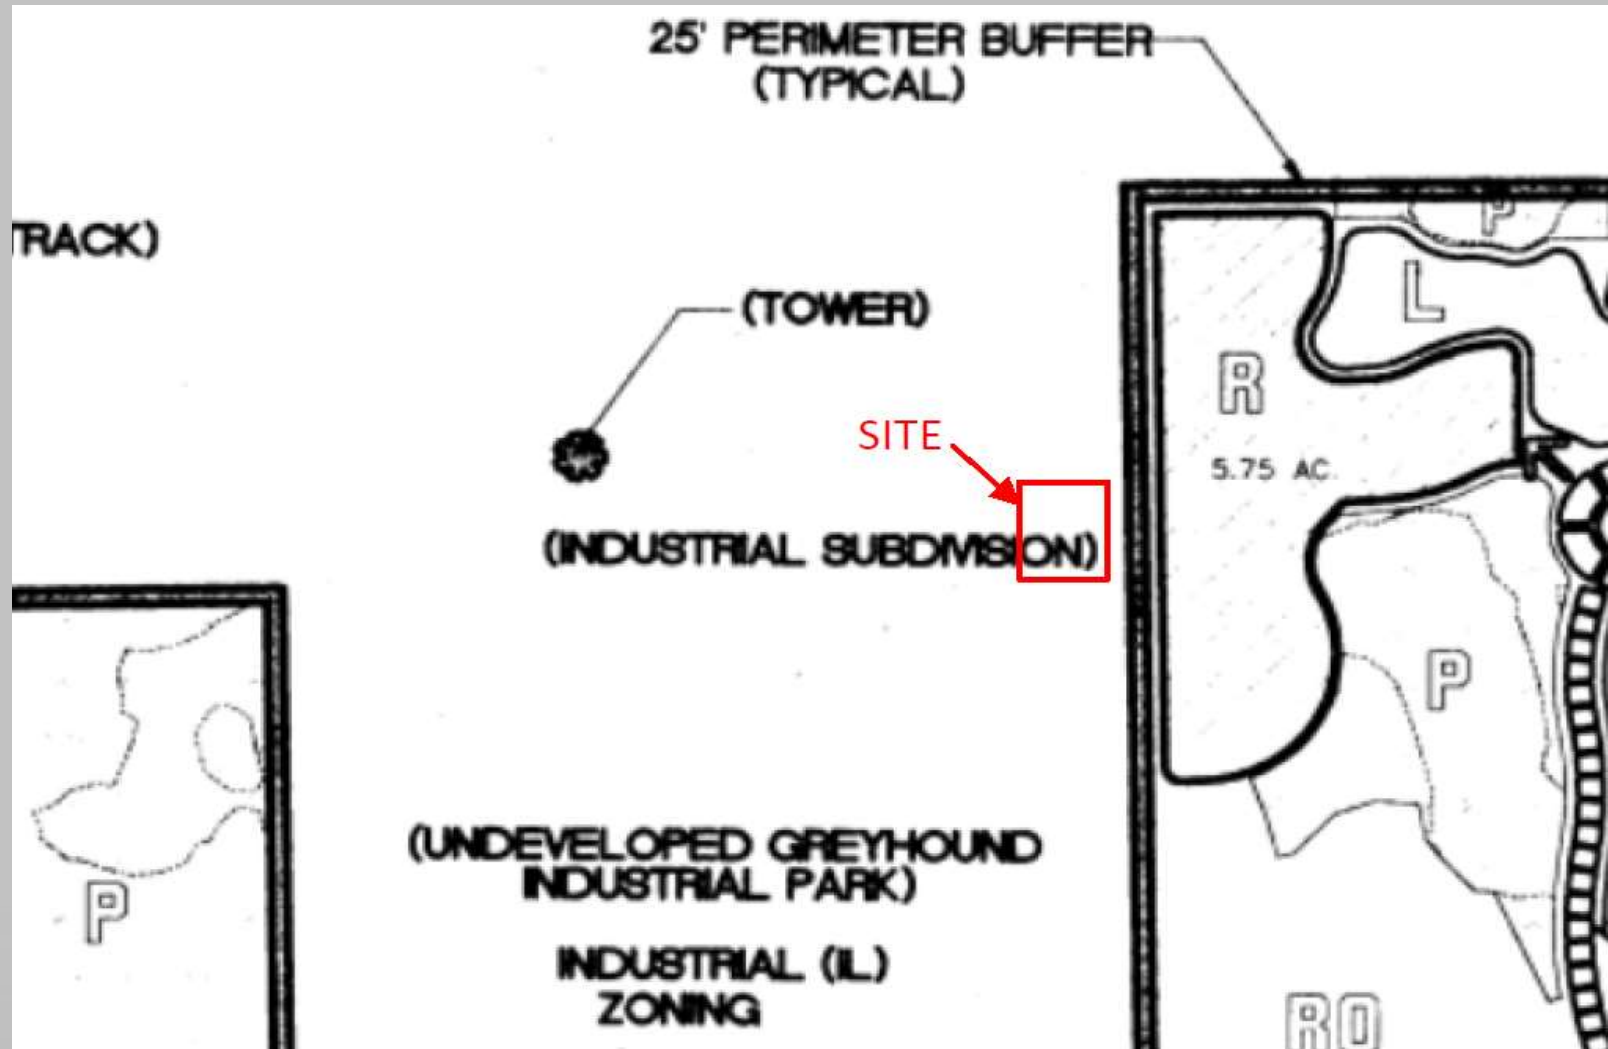 25' PERIMETER BUFFER
(TYPICAL)
TRACK)
P
(TOWER)
L
R
SITE
5.75 AC.
(INDUSTRIAL SUBDIVISION)
P
(UNDEVELOPED GREYHOUND
INDUSTRIAL PARK)
P
INDUSTRIAL (IL)
ZONING
RO